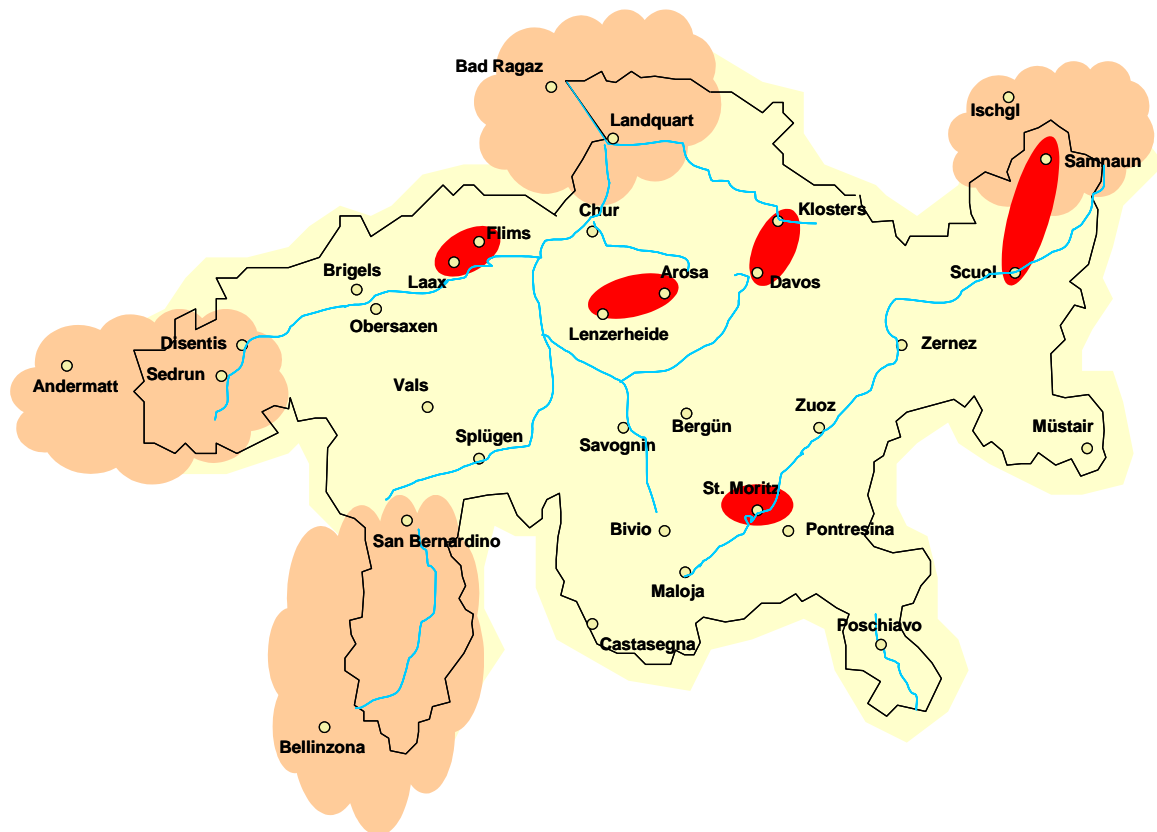 Bad Ragaz
Ischgl
Landquart
Samnaun
Chur
Klosters
Flims
Brigels
Laax
Arosa
Davos
Scuol
Obersaxen
Lenzerheide
Disentis
Zernez
Sedrun
Andermatt
Vals
Zuoz
Bergün
Müstair
Splügen
Savognin
St. Moritz
San Bernardino
Bivio
Pontresina
Maloja
Poschiavo
Castasegna
Bellinzona